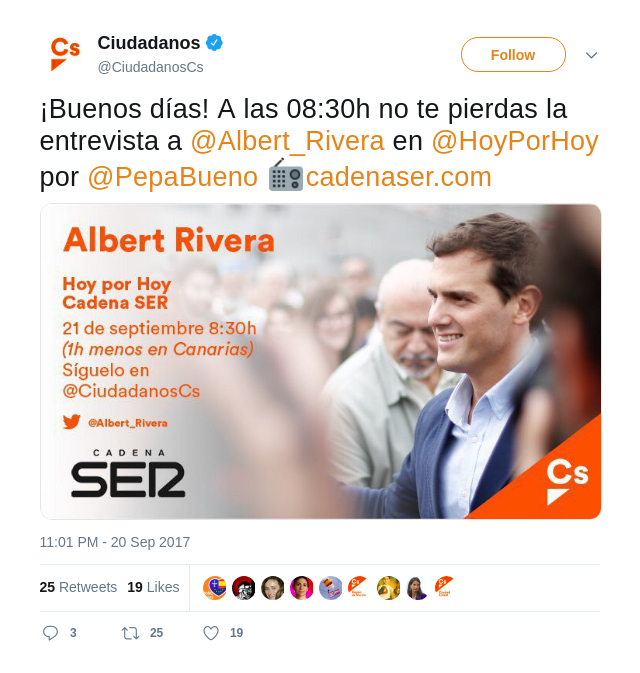 Cs
Ciudadanos
@CiudadanosCs
Follow
¡Buenos días! A las 08:30h no te pierdas la
entrevista a @Albert_Rivera en @HoyPorHoy
por @PepaBueno 📻cadenaser.com
Albert Rivera
Hoy por Hoy
Cadena SER
21 de septiembre 8:30h
(1h menos en Canarias)
Síguelo en
@CiudadanosCs
@Albert_Rivera
CADENA
SER
Cs
11:01 PM - 20 Sep 2017
25 Retweets 19 Likes
3 25 19